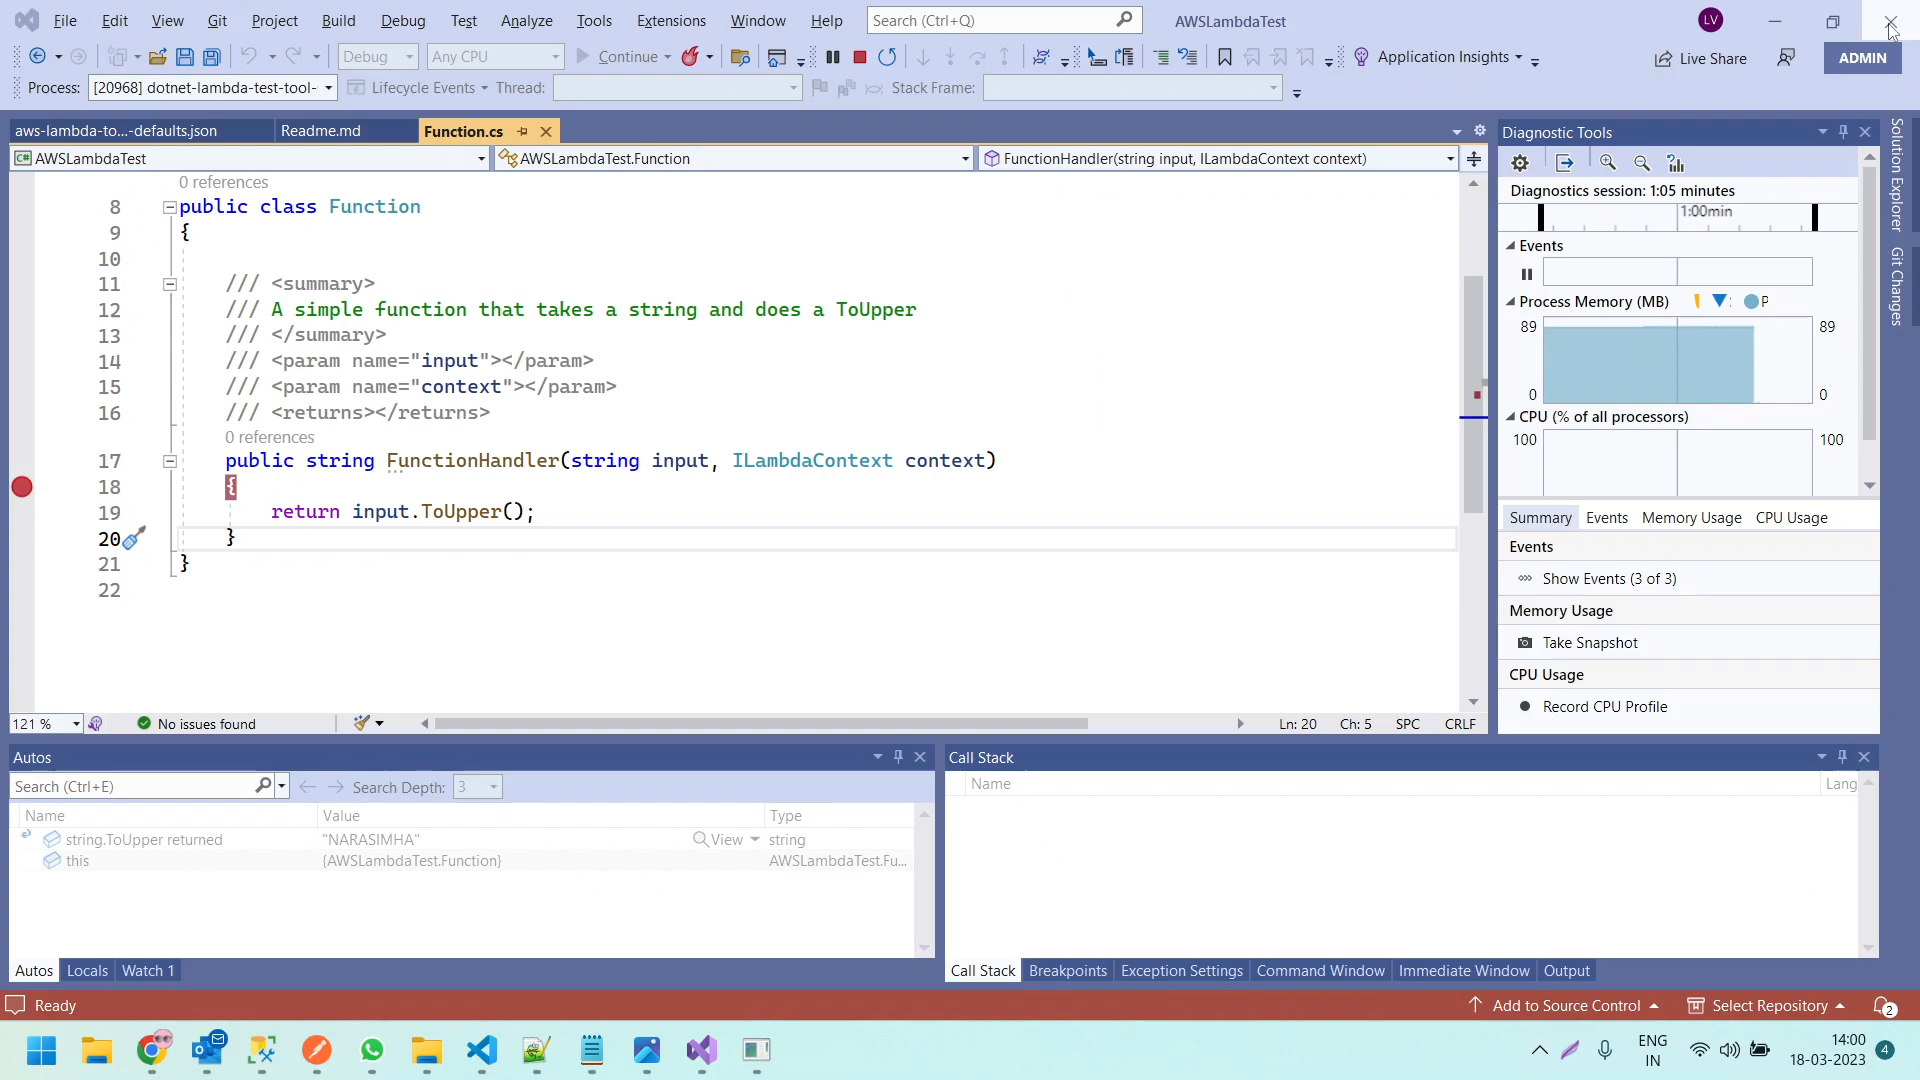 File Edit View Git Project Build Debug Test Analyze Tools Extensions Window Help Search (Ctrl+Q) AWSLambdaTest LV
Debug Any CPU Continue Application Insights Live Share ADMIN
Process: [20968] dotnet-lambda-test-tool- Lifecycle Events Thread: Stack Frame:
aws-lambda-to...-defaults.json Readme.md Function.cs
AWSLambdaTest AWSLambdaTest.Function FunctionHandler(string input, ILambdaContext context)
0 references
8 public class Function
9 {
10
11 /// <summary>
12 /// A simple function that takes a string and does a ToUpper
13 /// </summary>
14 /// <param name="input"></param>
15 /// <param name="context"></param>
16 /// <returns></returns>
0 references
17 public string FunctionHandler(string input, ILambdaContext context)
18 {
19 return input.ToUpper();
20 }
21 }
22
121 % No issues found Ln: 20 Ch: 5 SPC CRLF
Diagnostic Tools
Diagnostics session: 1:05 minutes
1:00min
Events
Process Memory (MB) P
89 89
0 0
CPU (% of all processors)
100 100
Summary Events Memory Usage CPU Usage
Events
Show Events (3 of 3)
Memory Usage
Take Snapshot
CPU Usage
Record CPU Profile
Solution Explorer
Git Changes
Autos
Search (Ctrl+E) Search Depth: 3
Name Value Type
string.ToUpper returned "NARASIMHA" View string
this {AWSLambdaTest.Function} AWSLambdaTest.Fu...
Autos Locals Watch 1
Call Stack
Name Lang
Call Stack Breakpoints Exception Settings Command Window Immediate Window Output
Ready Add to Source Control Select Repository 2
ENG
IN
14:00
18-03-2023
4